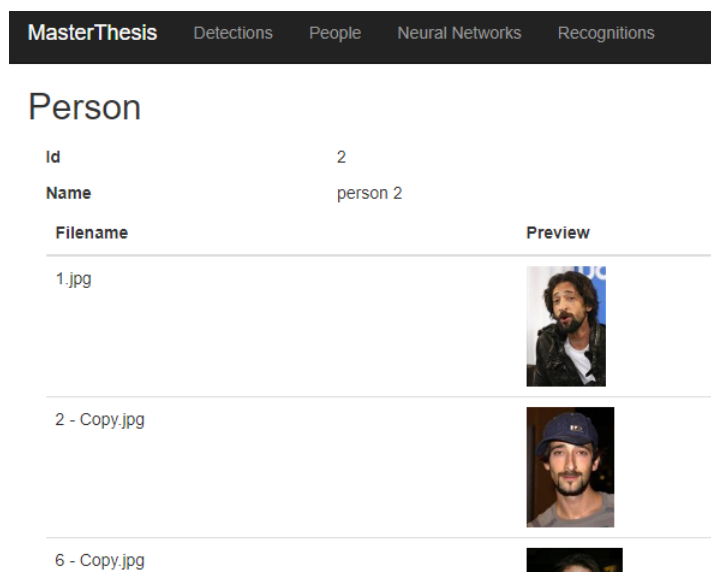 MasterThesis Detections People Neural Networks Recognitions
Person
Id 2
Name person 2
Filename Preview
1.jpg
2 - Copy.jpg
6 - Copy.jpg